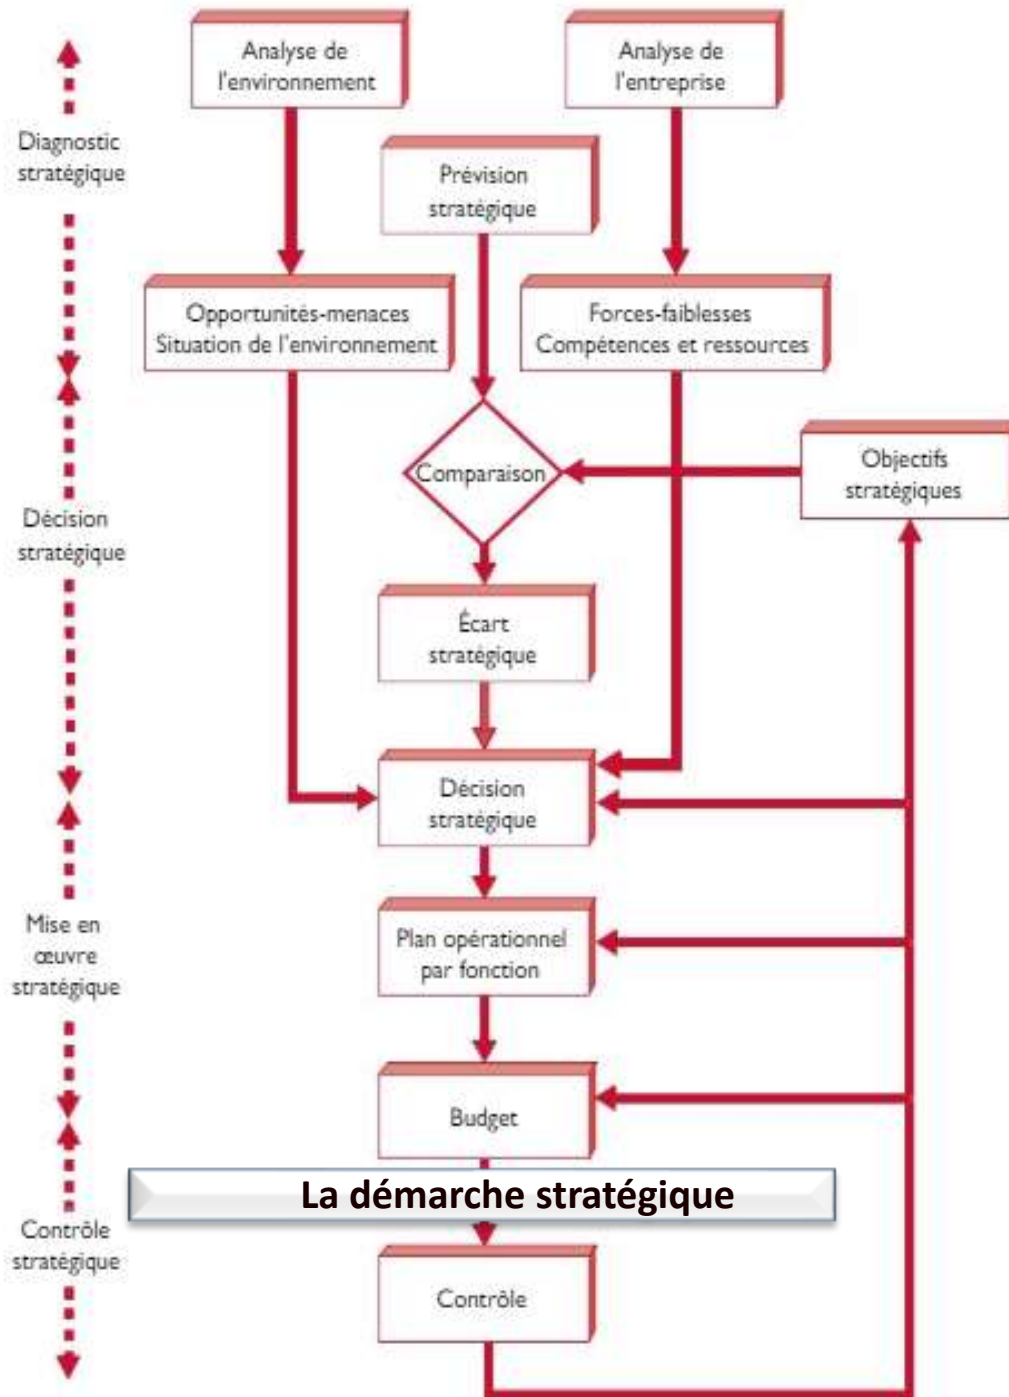 Analyse de
l'environnement
Analyse de
l'entreprise
Diagnostic
stratégique
Prévision
stratégique
Opportunités-menaces
Situation de l'environnement
Forces-faiblesses
Compétences et ressources
Comparaison
Objectifs
stratégiques
Décision
stratégique
Écart
stratégique
Décision
stratégique
Mise en
œuvre
stratégique
Plan opérationnel
par fonction
Budget
La démarche stratégique
Contrôle
stratégique
Contrôle